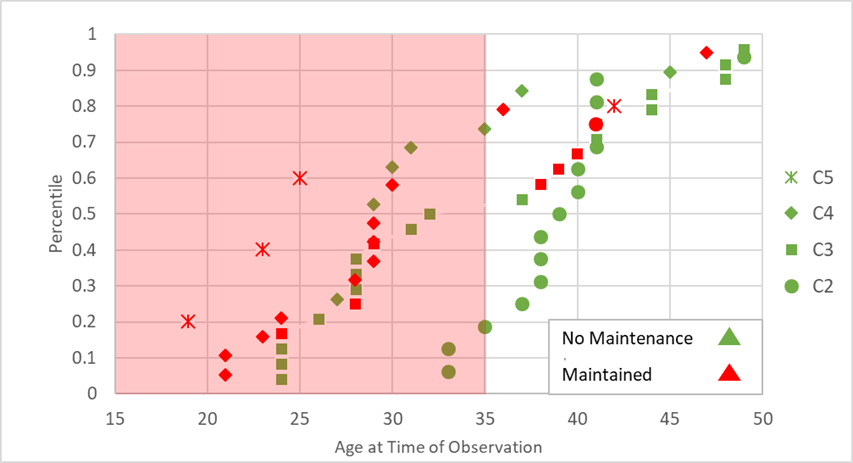 1
0.9
0.8
0.7
0.6
0.5
0.4
0.3
0.2
0.1
0
Percentile
15 20 25 30 35 40 45 50
Age at Time of Observation
C5
C4
C3
C2
No Maintenance
Maintained